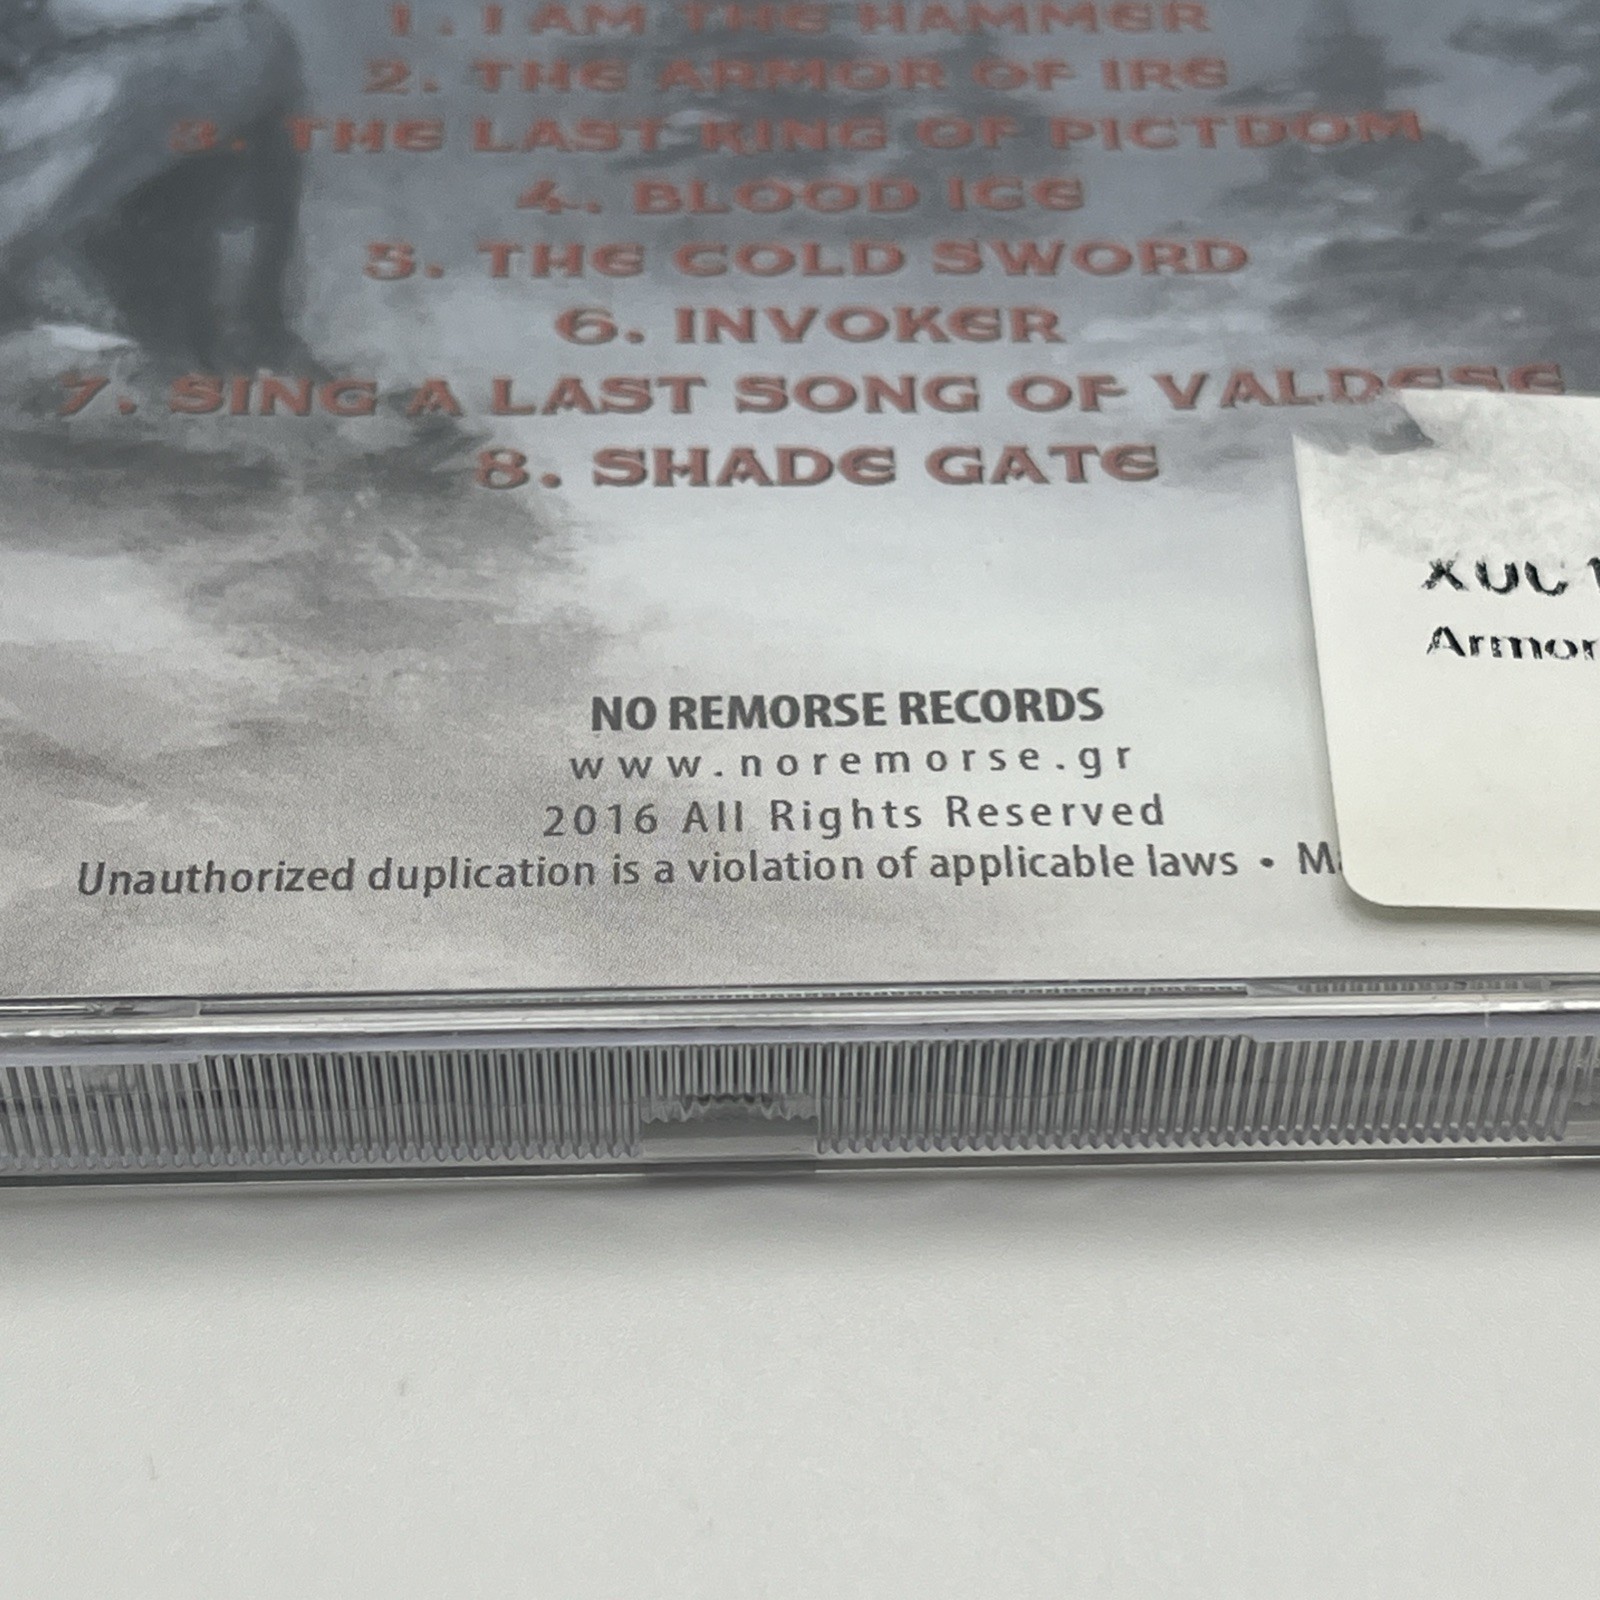 1. I AM THE HAMMER
2. THE ARMOR OF IRE
3. THE LAST KING OF PICTDOM
4. BLOOD ICE
5. THE COLD SWORD
6. INVOKER
7. SING A LAST SONG OF VALDESE
8. SHADE GATE
Armor
NO REMORSE RECORDS
www.noremorse.gr
2016 All Rights Reserved
Unauthorized duplication is a violation of applicable laws •